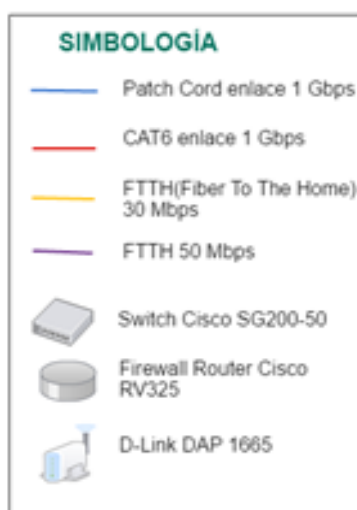 SIMBOLOGÍA
Patch Cord enlace 1 Gbps
CAT6 enlace 1 Gbps
FTTH(Fiber To The Home)
30 Mbps
FTTH 50 Mbps
Switch Cisco SG200-50
Firewall Router Cisco
RV325
D-Link DAP 1665